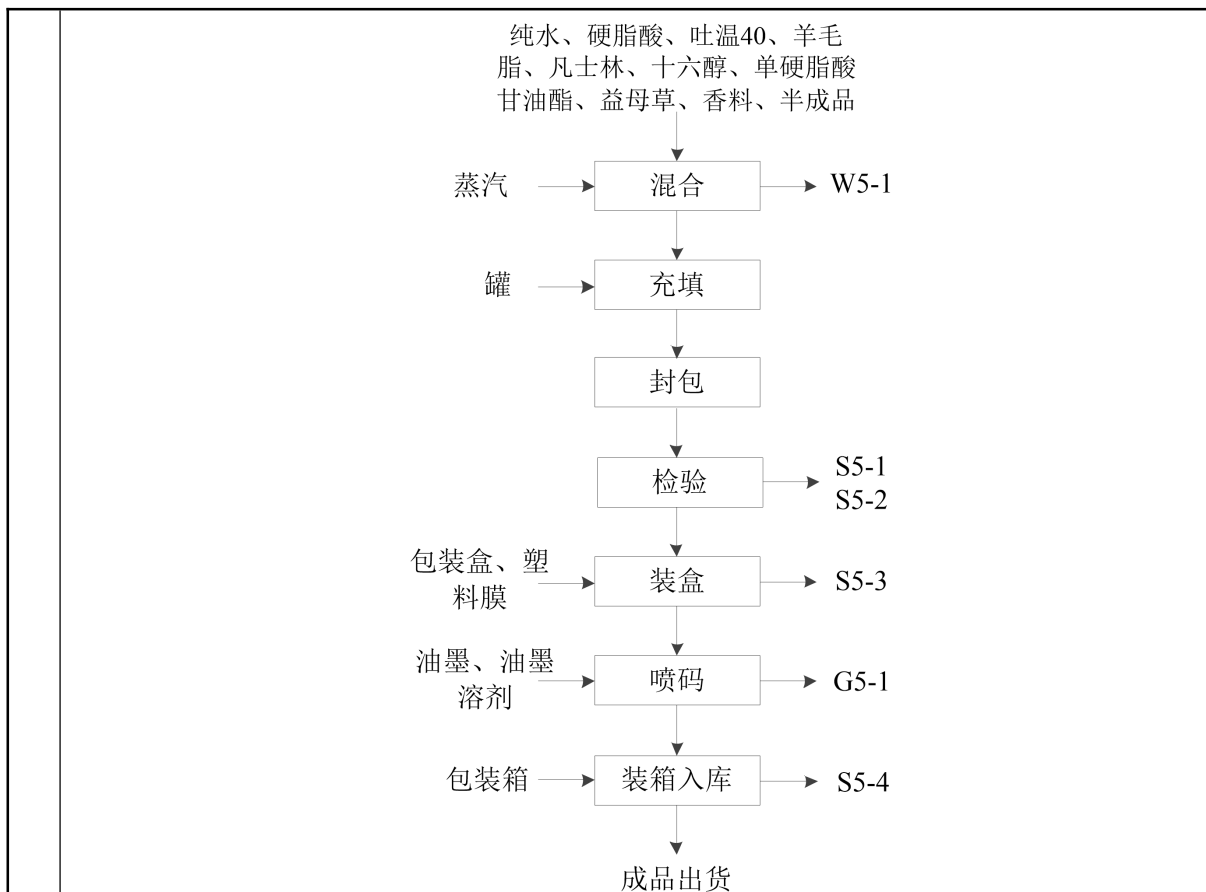 纯水、硬脂酸、吐温40、羊毛
脂、凡士林、十六醇、单硬脂酸
甘油酯、益母草、香料、半成品
蒸汽
混合
W5-1
罐
充填
封包
检验
S5-1
S5-2
包装盒、塑
料膜
装盒
S5-3
油墨、油墨
溶剂
喷码
G5-1
包装箱
装箱入库
S5-4
成品出货